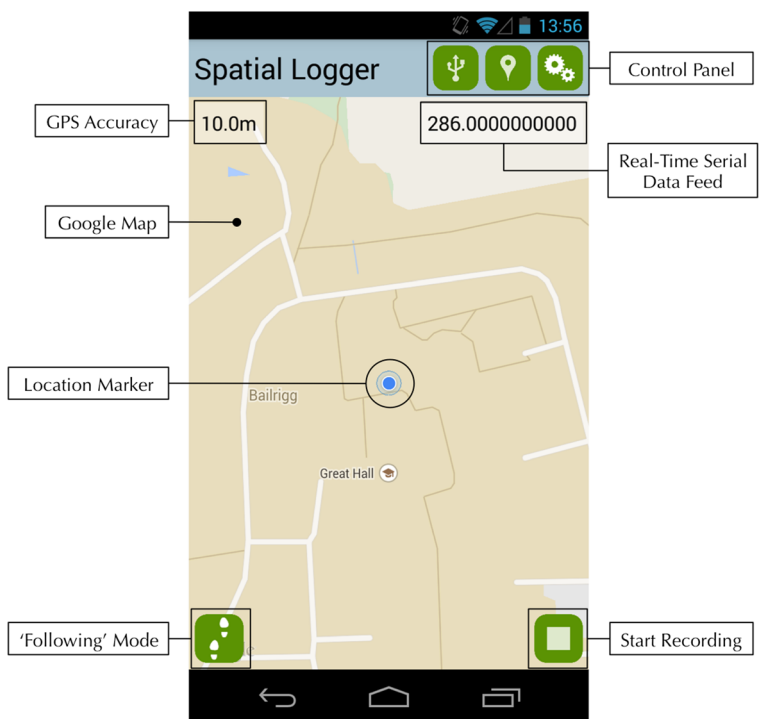 13:56
Spatial Logger
Control Panel
GPS Accuracy
10.0m
286.0000000000
Real-Time Serial
Data Feed
Google Map
Location Marker
Bailrigg
Great Hall
'Following' Mode
Start Recording